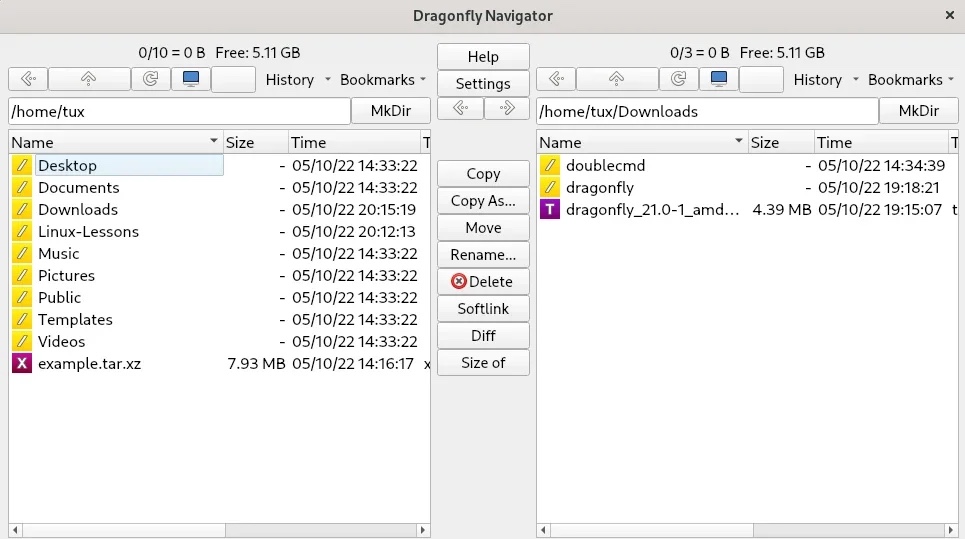 Dragonfly Navigator
0/10 = 0 B Free: 5.11 GB
History Bookmarks
/home/tux MkDir
Name Size Time T
Desktop - 05/10/22 14:33:22
Documents - 05/10/22 14:33:22
Downloads - 05/10/22 20:15:19
Linux-Lessons - 05/10/22 20:12:13
Music - 05/10/22 14:33:22
Pictures - 05/10/22 14:33:22
Public - 05/10/22 14:33:22
Templates - 05/10/22 14:33:22
Videos - 05/10/22 14:33:22
X example.tar.xz 7.93 MB 05/10/22 14:16:17 x
Help
Settings
Copy
Copy As...
Move
Rename...
Delete
Softlink
Diff
Size of
0/3 = 0 B Free: 5.11 GB
History Bookmarks
/home/tux/Downloads MkDir
Name Size Time T
doublecmd - 05/10/22 14:34:39
dragonfly - 05/10/22 19:18:21
T dragonfly_21.0-1_amd... 4.39 MB 05/10/22 19:15:07 t